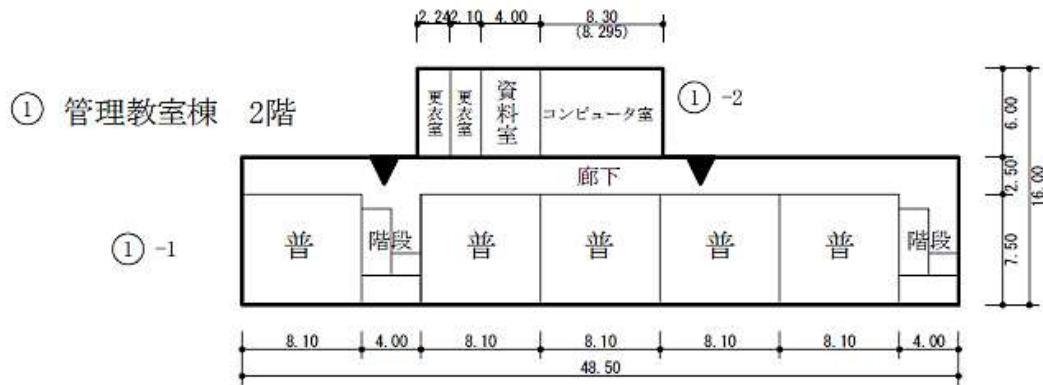 2.24 2.10 4.00 8.30
(8.295)
① 管理教室棟 2階
更衣室 更衣室 資料室 コンピュータ室
① -2
6.00
廊下
2.50
16.00
① -1
普 階段 普 普 普 普 階段
7.50
8.10 4.00 8.10 8.10 8.10 8.10 4.00
48.50